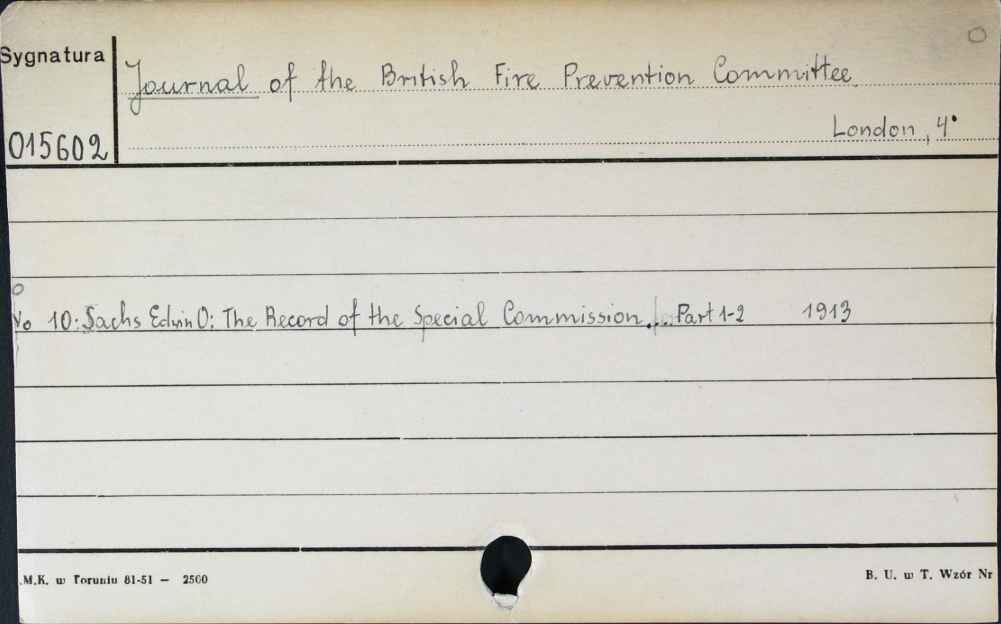 Sygnatura
Journal of the British Fire Prevention Committee
London, 4°
015602
No 10: Sachs Edwin O: The Record of the Special Commission... Part 1-2 1913
.M.K. w Toruniu 81-51 — 2500
B. U. w T. Wzór Nr